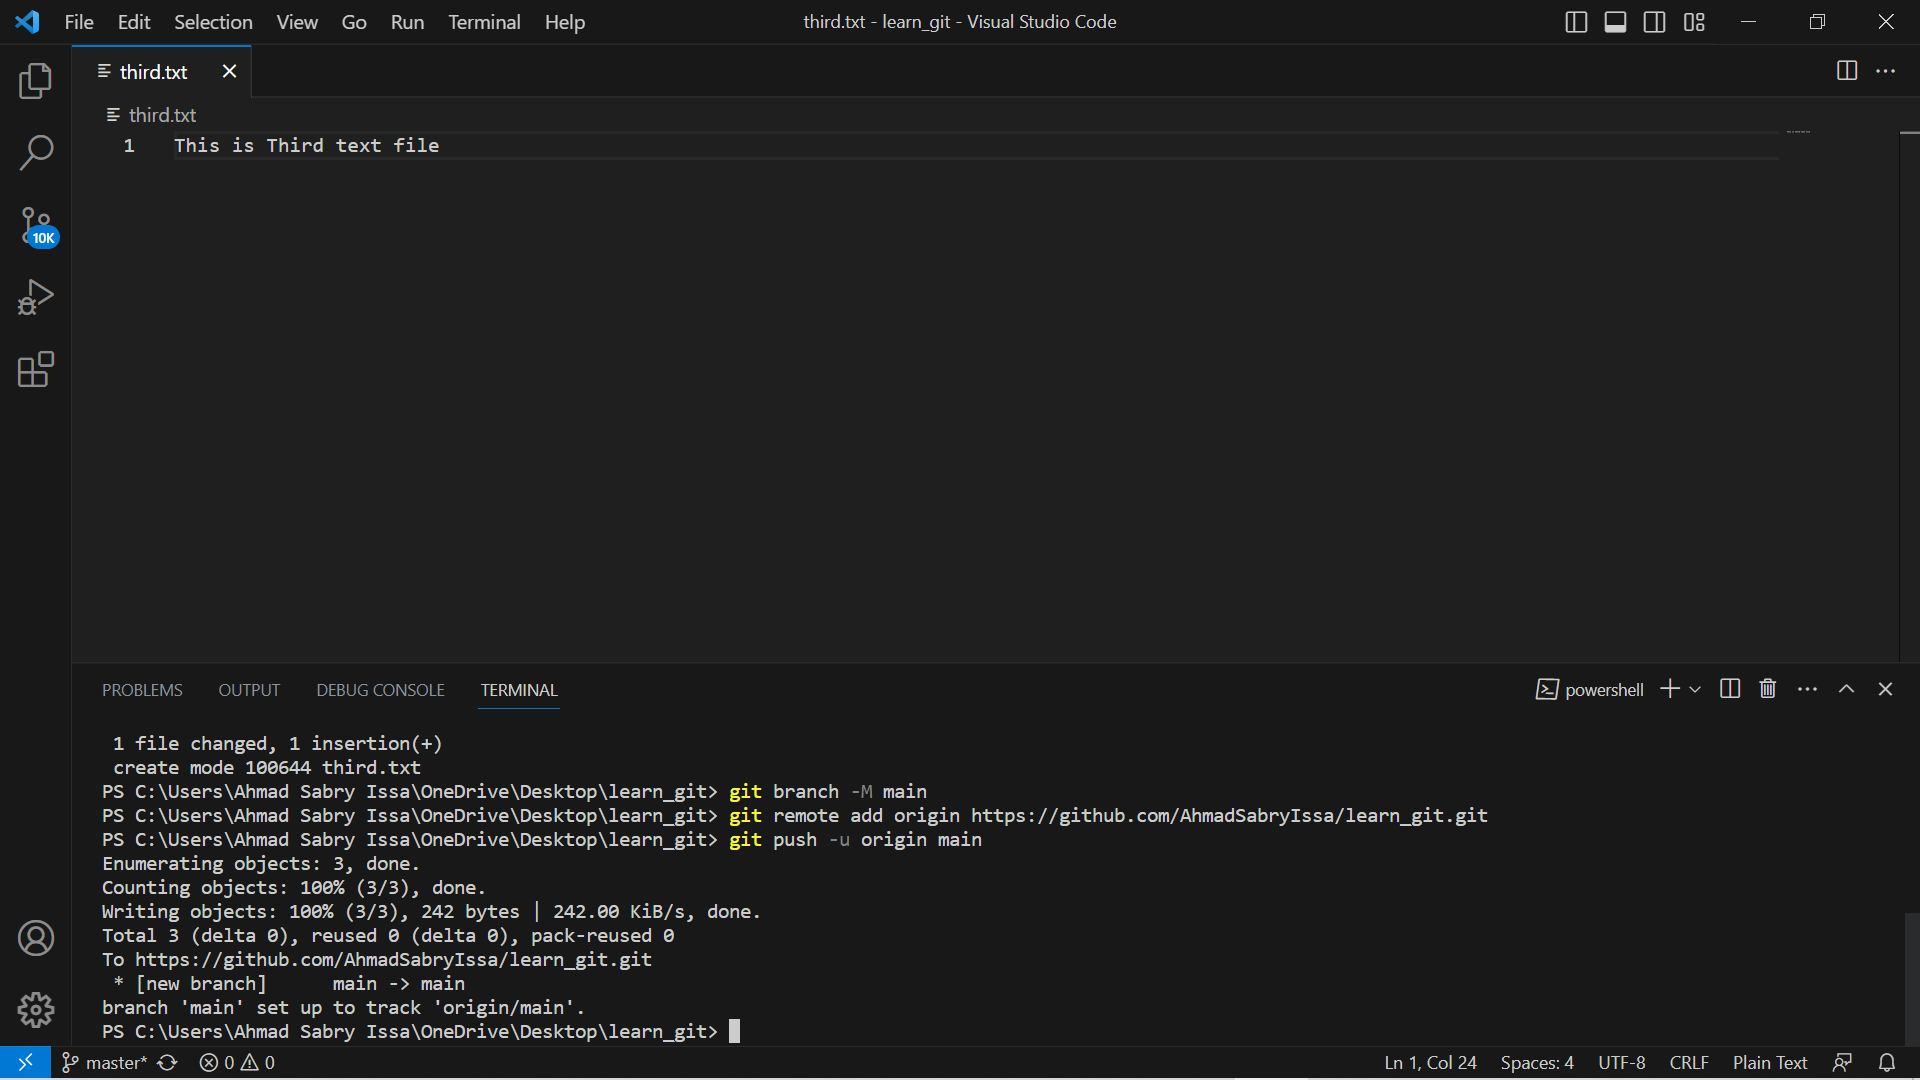 File Edit Selection View Go Run Terminal Help third.txt - learn_git - Visual Studio Code
third.txt
third.txt
1 This is Third text file
10K
PROBLEMS OUTPUT DEBUG CONSOLE TERMINAL powershell
1 file changed, 1 insertion(+)
create mode 100644 third.txt
PS C:\Users\Ahmad Sabry Issa\OneDrive\Desktop\learn_git> git branch -M main
PS C:\Users\Ahmad Sabry Issa\OneDrive\Desktop\learn_git> git remote add origin https://github.com/AhmadSabryIssa/learn_git.git
PS C:\Users\Ahmad Sabry Issa\OneDrive\Desktop\learn_git> git push -u origin main
Enumerating objects: 3, done.
Counting objects: 100% (3/3), done.
Writing objects: 100% (3/3), 242 bytes | 242.00 KiB/s, done.
Total 3 (delta 0), reused 0 (delta 0), pack-reused 0
To https://github.com/AhmadSabryIssa/learn_git.git
* [new branch] main -> main
branch 'main' set up to track 'origin/main'.
PS C:\Users\Ahmad Sabry Issa\OneDrive\Desktop\learn_git>
master* 0 0 Ln 1, Col 24 Spaces: 4 UTF-8 CRLF Plain Text